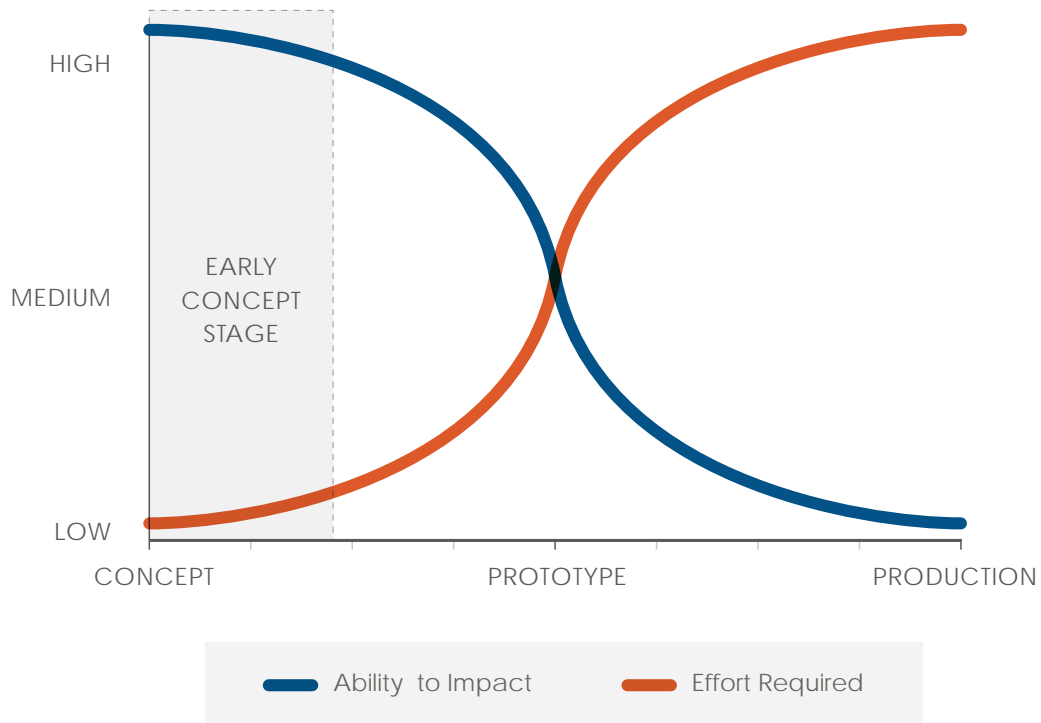 HIGH
EARLY
CONCEPT
MEDIUM
STAGE
LOW
CONCEPT
PROTOTYPE
PRODUCTION
Ability to Impact
Effort Required